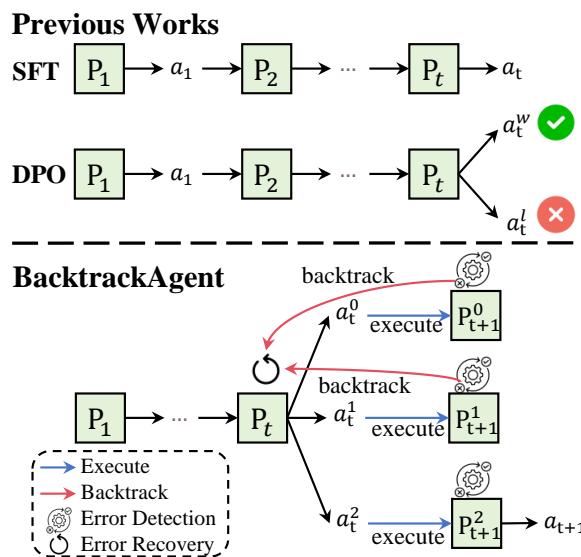 Previous Works
SFT P₁ a₁ P₂ ... Pₜ aₜ
DPO P₁ a₁ P₂ ... Pₜ
aₜʷ
aₜˡ
BacktrackAgent
backtrack
aₜ⁰ execute Pₜ₊₁⁰
backtrack
P₁ ... Pₜ aₜ¹ execute Pₜ₊₁¹
aₜ² execute Pₜ₊₁² aₜ₊₁
Execute
Backtrack
Error Detection
Error Recovery